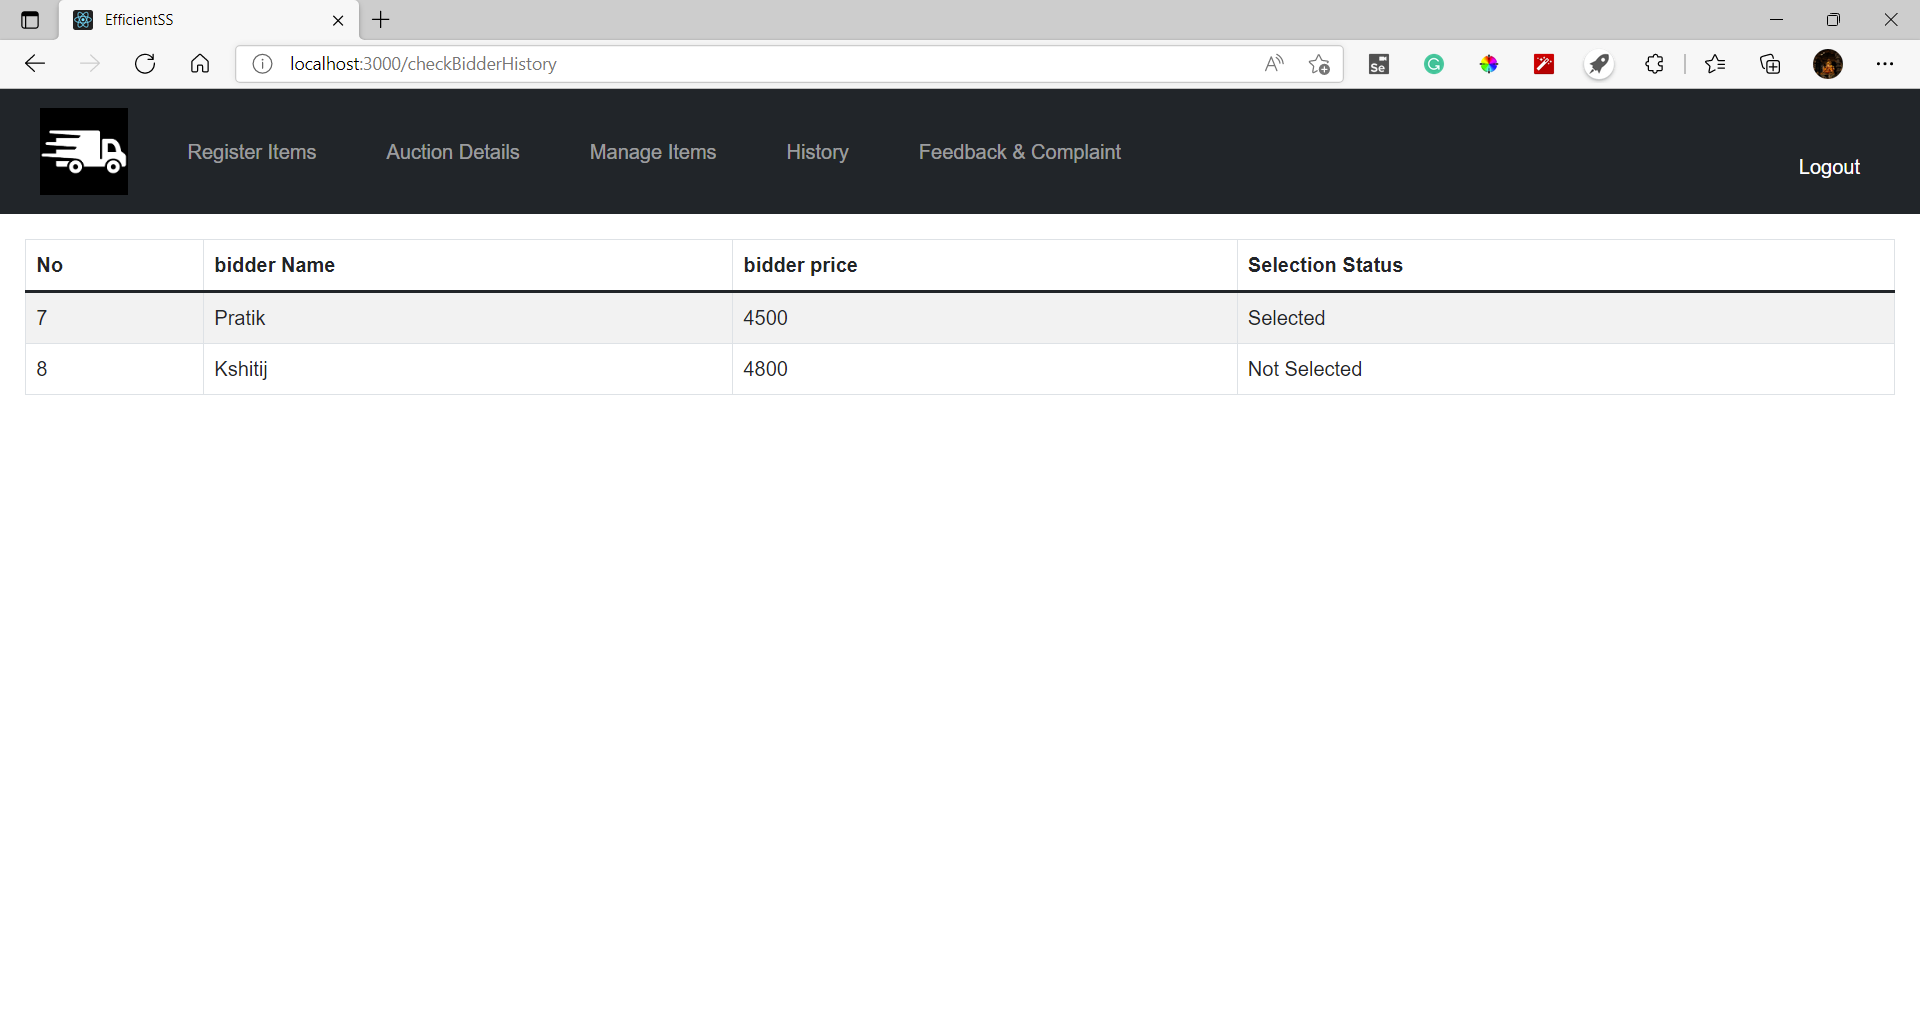 EfficientSS
localhost:3000/checkBidderHistory
Se
G
Register Items Auction Details Manage Items History Feedback & Complaint
Logout
No bidder Name bidder price Selection Status
7 Pratik 4500 Selected
8 Kshitij 4800 Not Selected